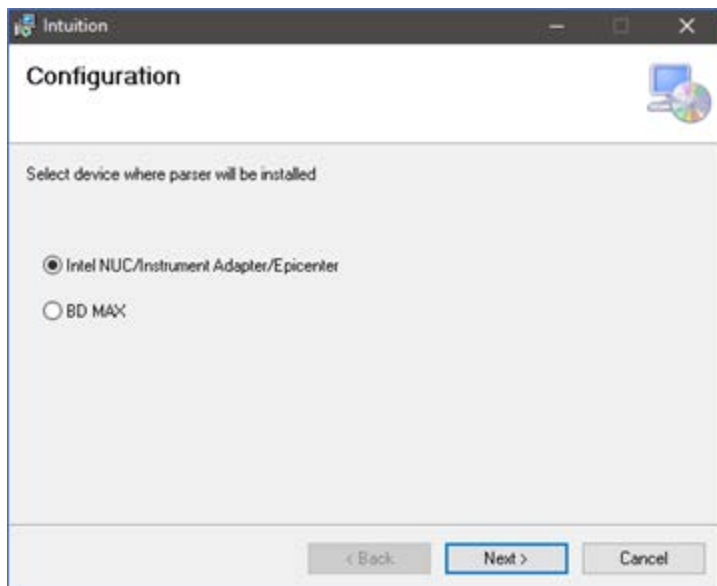 Intuition
Configuration
Select device where parser will be installed
Intel NUC/Instrument Adapter/Epicenter
BD MAX
< Back
Next >
Cancel